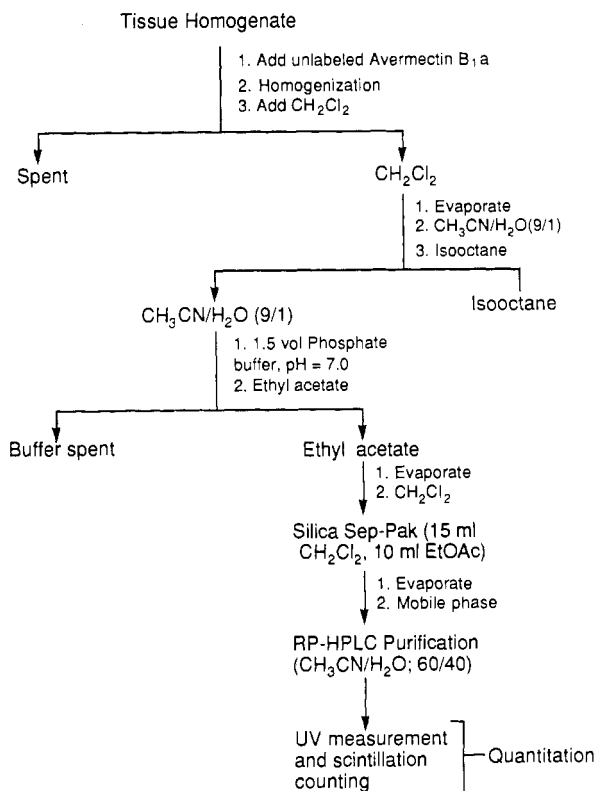 Tissue Homogenate
1. Add unlabeled Avermectin B₁a
2. Homogenization
3. Add CH₂Cl₂
Spent
CH₂Cl₂
1. Evaporate
2. CH₃CN/H₂O(9/1)
3. Isooctane
CH₃CN/H₂O (9/1)
Isooctane
1. 1.5 vol Phosphate
buffer, pH = 7.0
2. Ethyl acetate
Buffer spent
Ethyl acetate
1. Evaporate
2. CH₂Cl₂
Silica Sep-Pak (15 ml
CH₂Cl₂, 10 ml EtOAc)
1. Evaporate
2. Mobile phase
RP-HPLC Purification
(CH₃CN/H₂O; 60/40)
UV measurement
and scintillation
counting
Quantitation